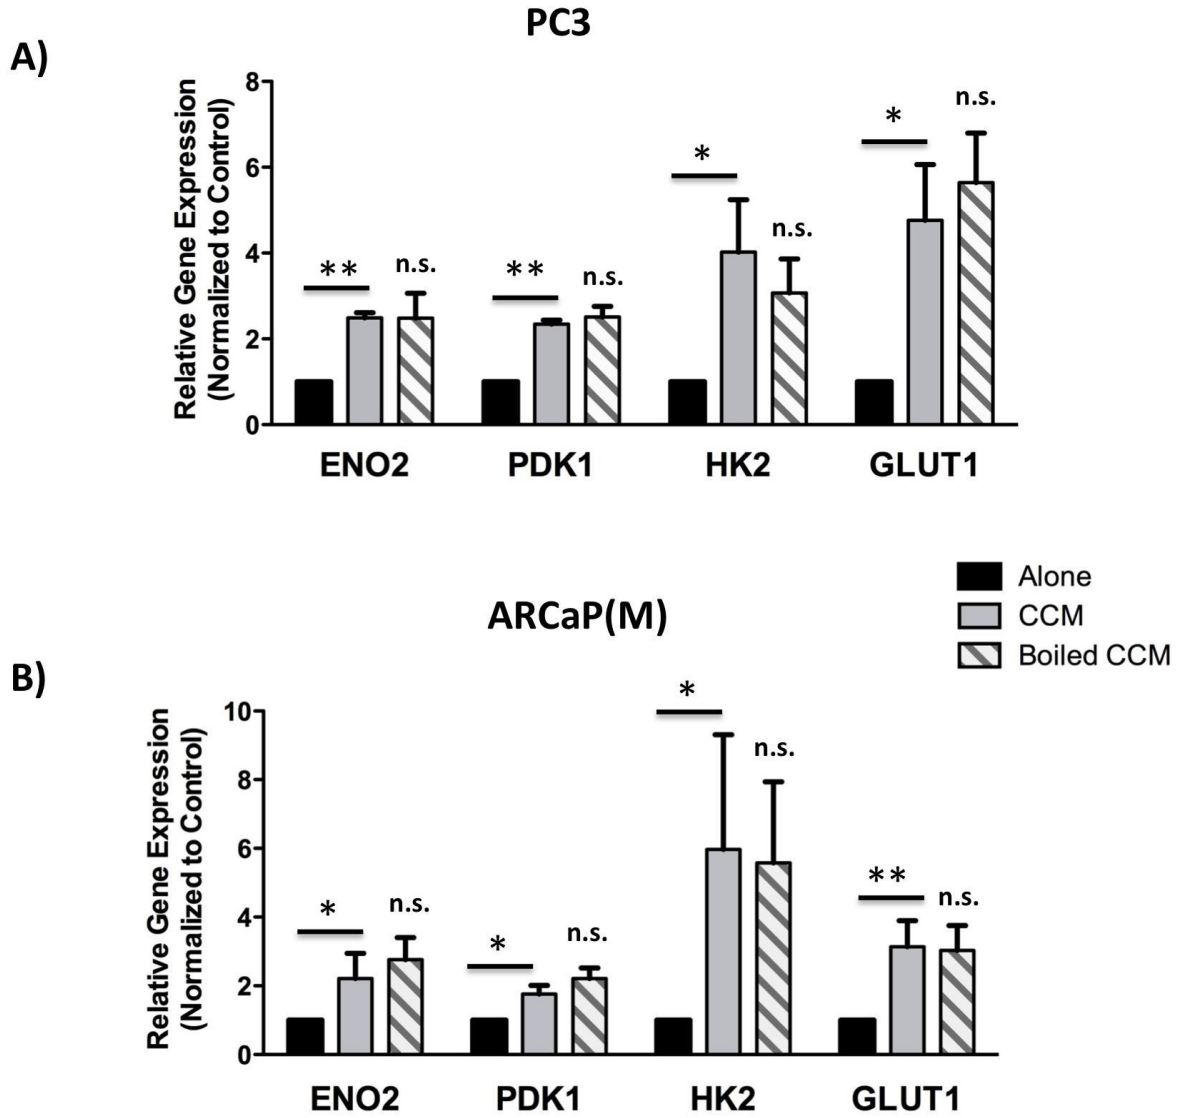 PC3
A)
Relative Gene Expression
(Normalized to Control)
8
6
4
2
0
** n.s.
** n.s.
* n.s.
* n.s.
ENO2 PDK1 HK2 GLUT1
Alone
CCM
Boiled CCM
ARCaP(M)
B)
Relative Gene Expression
(Normalized to Control)
10
8
6
4
2
0
* n.s.
* n.s.
* n.s.
** n.s.
ENO2 PDK1 HK2 GLUT1